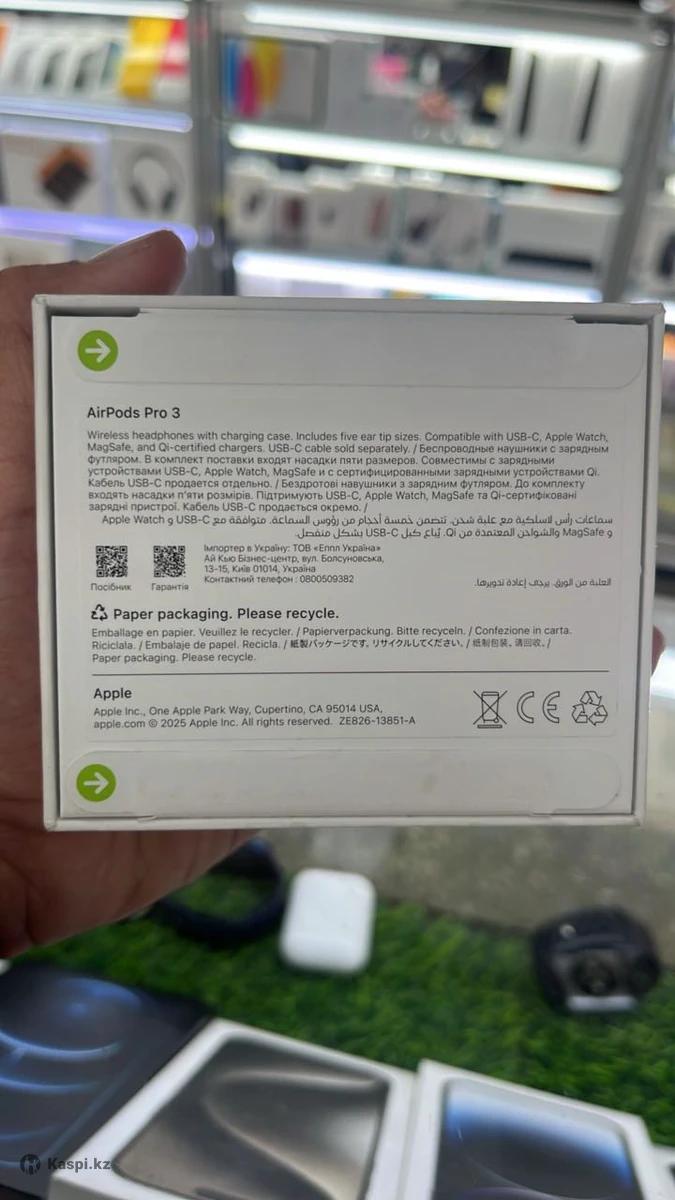 AirPods Pro 3
Wireless headphones with charging case. Includes five ear tip sizes. Compatible with USB-C, Apple Watch,
MagSafe, and Qi-certified chargers. USB-C cable sold separately. / Беспроводные наушники с зарядным
футляром. В комплект поставки входят насадки пяти размеров. Совместимы с зарядными
устройствами USB-C, Apple Watch, MagSafe и с сертифицированными зарядными устройствами Qi.
Кабель USB-C продается отдельно. / Бездротові навушники з зарядним футляром. До комплекту
входять насадки п'яти розмірів. Підтримують USB-C, Apple Watch, MagSafe та Qi-сертифіковані
зарядні пристрої. Кабель USB-C продається окремо. /
سماعات رأس لاسلكية مع علبة شحن. تتضمن خمسة أحجام من رؤوس السماعة. متوافقة مع USB-C و Apple Watch
و MagSafe والشواحن المعتمدة من Qi. يُباع كبل USB-C بشكل منفصل.
Імпортер в Україну: ТОВ «Еппл Україна»
Ай Кью Бізнес-центр, вул. Болсуновська,
13-15, Київ 01014, Україна
Контактний телефон : 0800509382
Посібник
Гарантія
العلبة من الورق. يرجى إعادة تدويرها.
Paper packaging. Please recycle.
Emballage en papier. Veuillez le recycler. / Papierverpackung. Bitte recyceln. / Confezione in carta.
Riciclala. / Embalaje de papel. Recicla. / 紙製パッケージです。リサイクルしてください。/ 纸制包装。请回收。/
Paper packaging. Please recycle.
Apple
Apple Inc., One Apple Park Way, Cupertino, CA 95014 USA,
apple.com © 2025 Apple Inc. All rights reserved. ZE826-13851-A
CE
Kaspi.kz